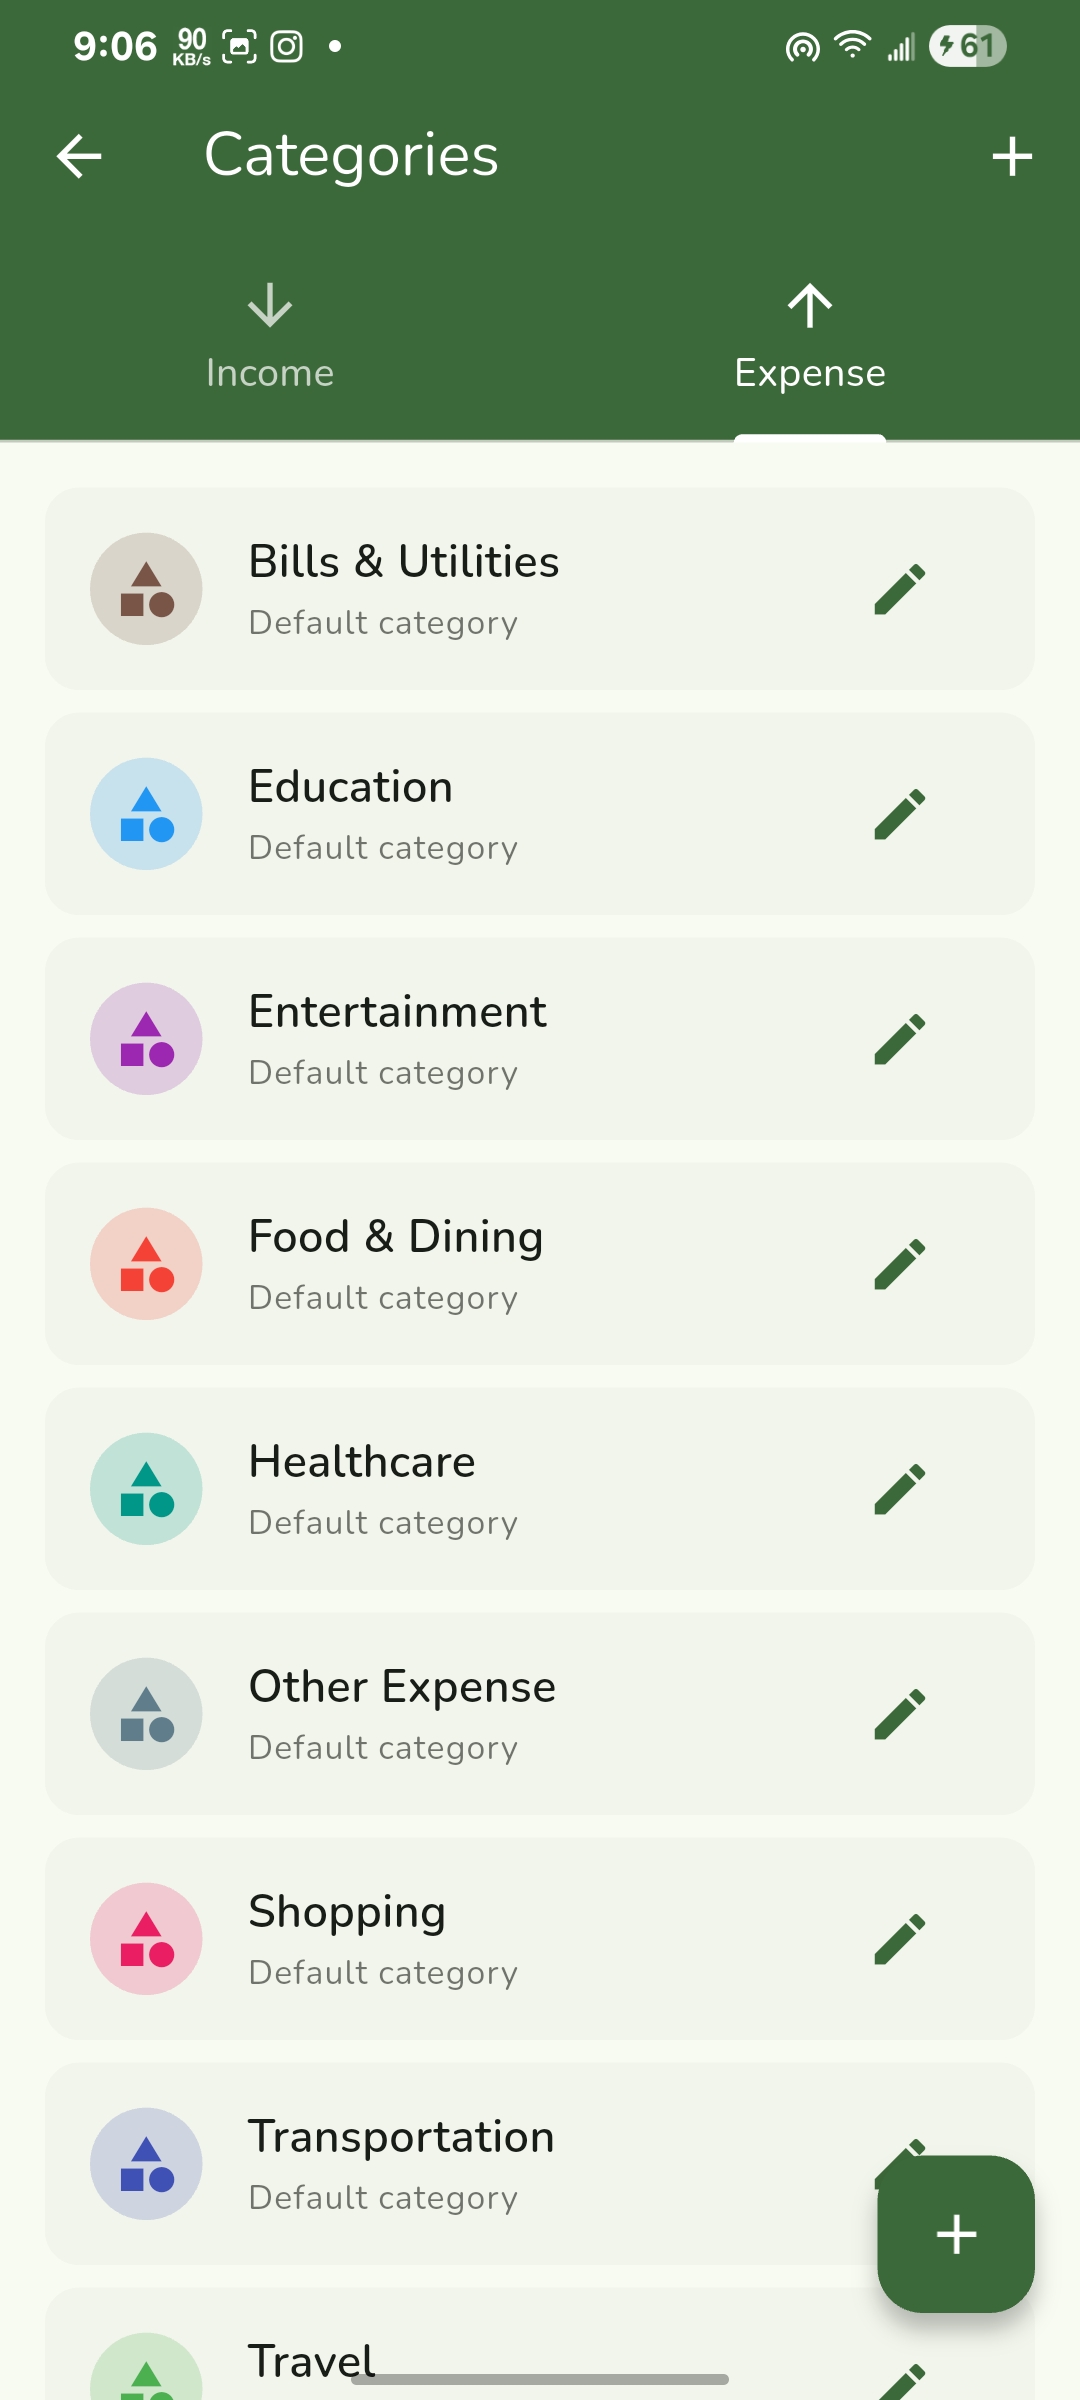 9:06 90 KB/s 61
Categories
Income Expense
Bills & Utilities
Default category
Education
Default category
Entertainment
Default category
Food & Dining
Default category
Healthcare
Default category
Other Expense
Default category
Shopping
Default category
Transportation
Default category
Travel